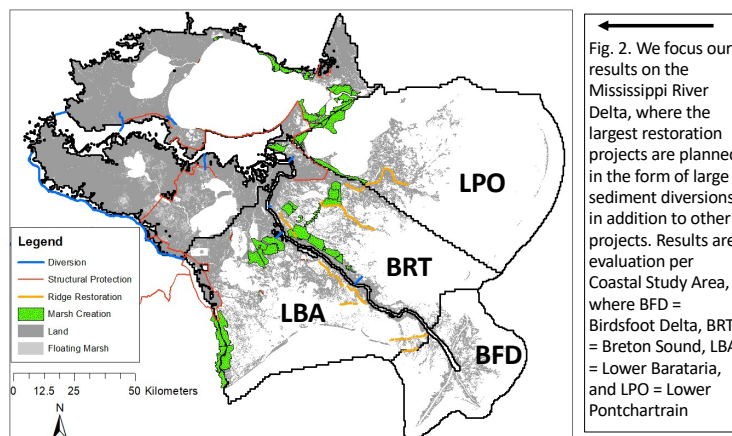 LPO
BRT
LBA
BFD
Legend
Diversion
Structural Protection
Ridge Restoration
Marsh Creation
Land
Floating Marsh
0 12.5 25 50 Kilometers
N
Fig. 2. We focus our
results on the
Mississippi River
Delta, where the
largest restoration
projects are planned
in the form of large
sediment diversions
in addition to other
projects. Results are
evaluation per
Coastal Study Area,
where BFD =
Birdsfoot Delta, BRT
= Breton Sound, LBA
= Lower Barataria,
and LPO = Lower
Pontchartrain